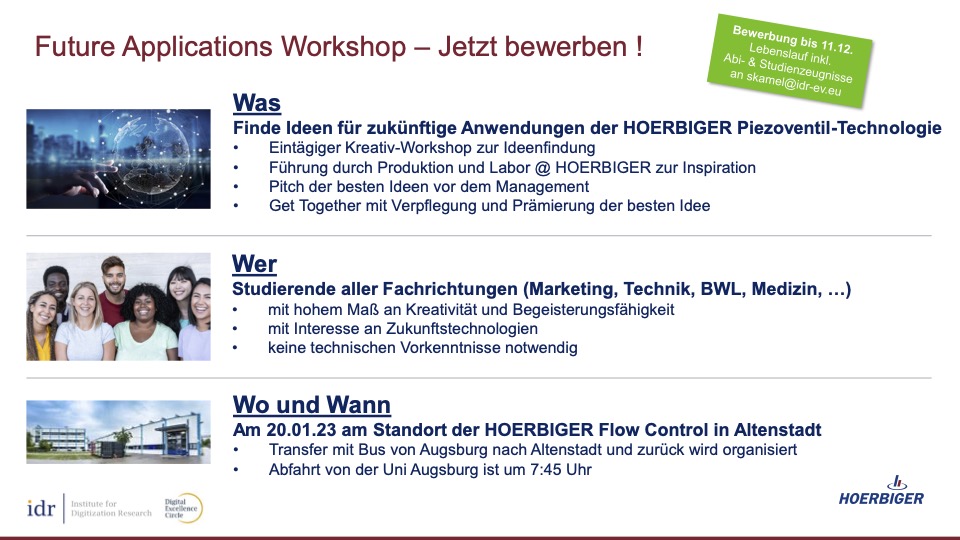 Future Applications Workshop – Jetzt bewerben !
Bewerbung bis 11.12.
Lebenslauf inkl.
Abi- & Studienzeugnisse
an skamel@idr-ev.eu
Was
Finde Ideen für zukünftige Anwendungen der HOERBIGER Piezoventil-Technologie
• Eintägiger Kreativ-Workshop zur Ideenfindung
• Führung durch Produktion und Labor @ HOERBIGER zur Inspiration
• Pitch der besten Ideen vor dem Management
• Get Together mit Verpflegung und Prämierung der besten Idee
Wer
Studierende aller Fachrichtungen (Marketing, Technik, BWL, Medizin, …)
• mit hohem Maß an Kreativität und Begeisterungsfähigkeit
• mit Interesse an Zukunftstechnologien
• keine technischen Vorkenntnisse notwendig
Wo und Wann
Am 20.01.23 am Standort der HOERBIGER Flow Control in Altenstadt
• Transfer mit Bus von Augsburg nach Altenstadt und zurück wird organisiert
• Abfahrt von der Uni Augsburg ist um 7:45 Uhr
idr
Institute for
Digitization Research
Digital
Excellence
Circle
HOERBIGER